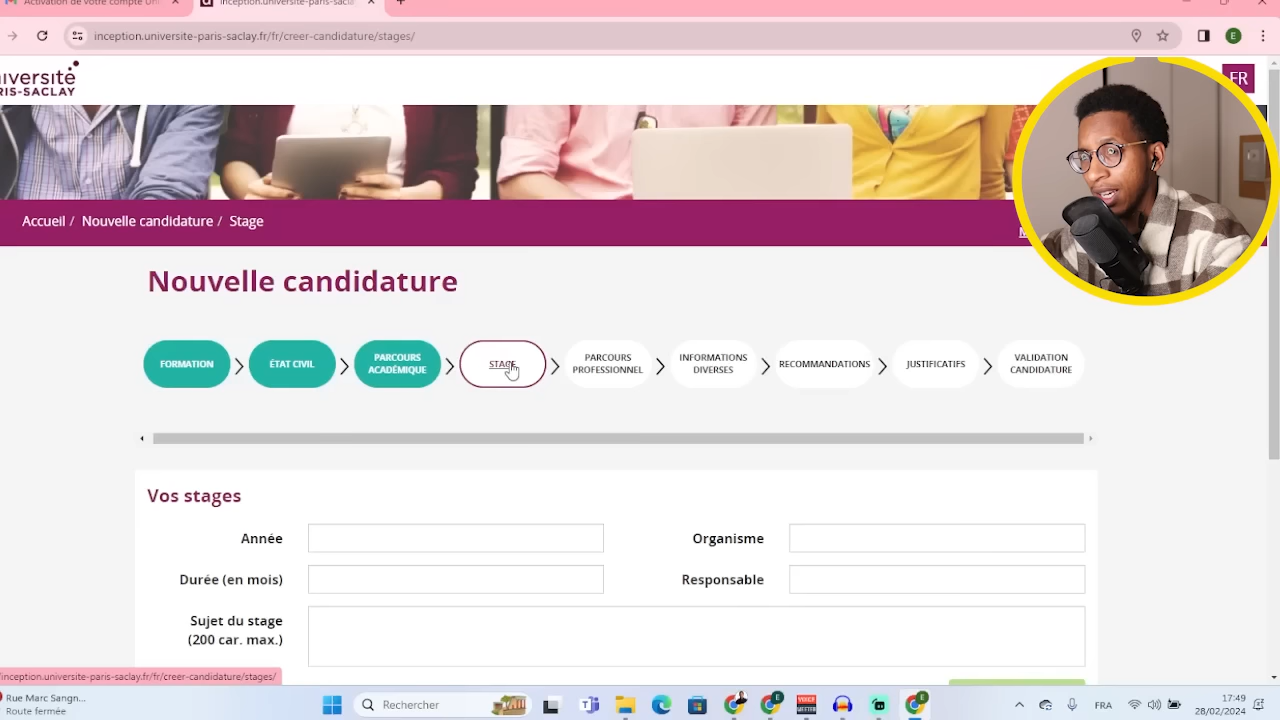 Activation de votre compte Uni
inception.universite-paris-sacla
inception.universite-paris-saclay.fr/fr/creer-candidature/stages/
E
niversité
ARIS-SACLAY
FR
Accueil / Nouvelle candidature / Stage
Nouvelle candidature
FORMATION
ÉTAT CIVIL
PARCOURS
ACADÉMIQUE
STAGE
PARCOURS
PROFESSIONNEL
INFORMATIONS
DIVERSES
RECOMMANDATIONS
JUSTIFICATIFS
VALIDATION
CANDIDATURE
Vos stages
Année
Organisme
Durée (en mois)
Responsable
Sujet du stage
(200 car. max.)
inception.universite-paris-saclay.fr/fr/creer-candidature/stages/
Rue Marc Sangn...
Route fermée
Rechercher
FRA
17:49
28/02/2024